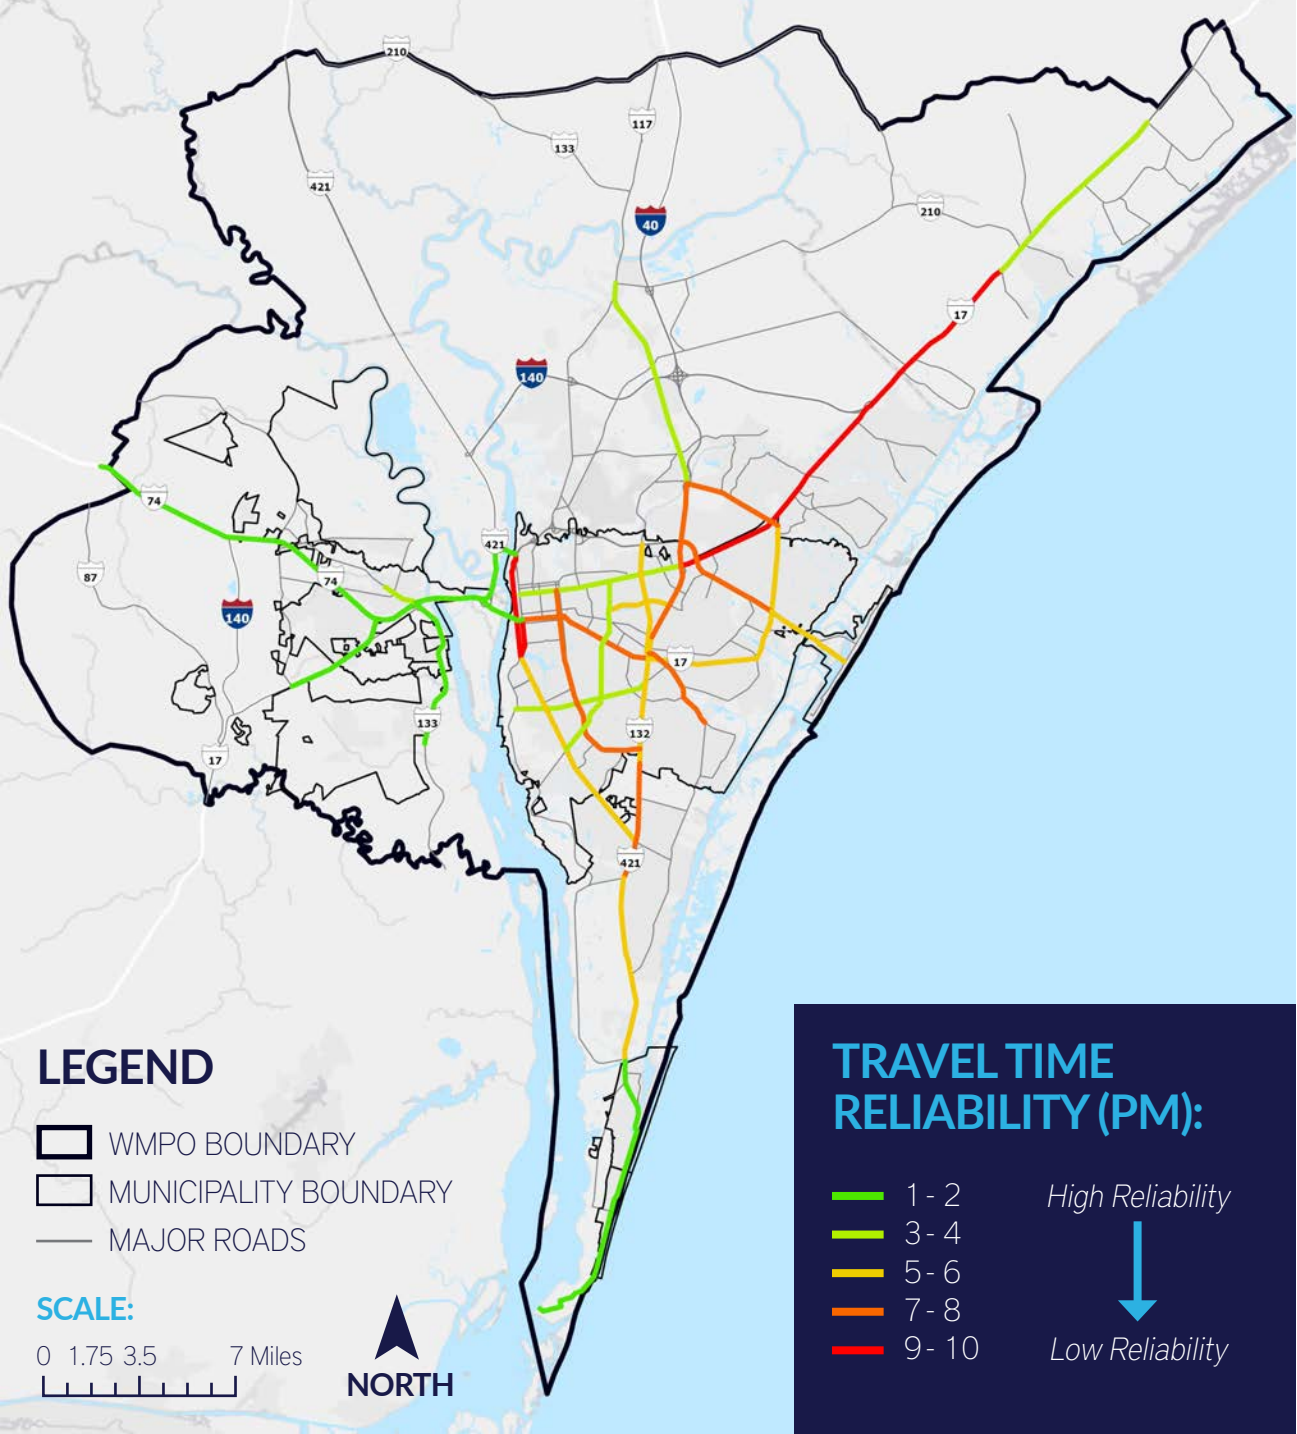 210
117
133
421
40
210
17
140
74
421
87
74
140
17
133
132
17
421
LEGEND
WMPO BOUNDARY
MUNICIPALITY BOUNDARY
MAJOR ROADS
SCALE:
0 1.75 3.5 7 Miles
NORTH
TRAVEL TIME
RELIABILITY (PM):
1 - 2 High Reliability
3 - 4
5 - 6
7 - 8
9 - 10 Low Reliability